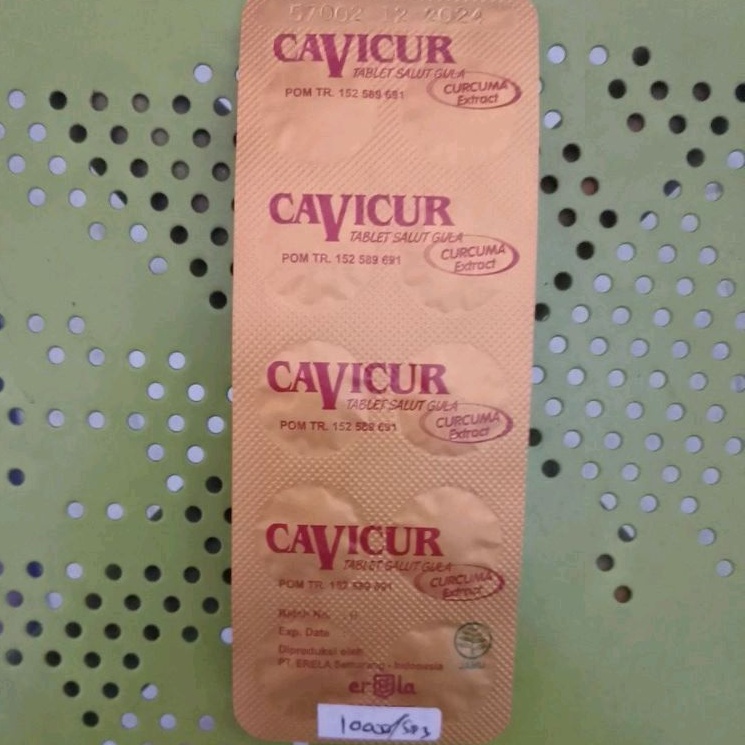 57002 12 2024
CAVICUR
TABLET SALUT GULA
POM TR. 152 589 691
CURCUMA
Extract
CAVICUR
TABLET SALUT GULA
POM TR. 152 589 691
CURCUMA
Extract
CAVICUR
TABLET SALUT GULA
POM TR. 152 589 691
CURCUMA
Extract
CAVICUR
TABLET SALUT GULA
POM TR.
CURCUMA
Extract
Batch No.
Exp. Date
Diproduksi oleh
PT. ERELA Semarang - Indonesia
JAMU
erela